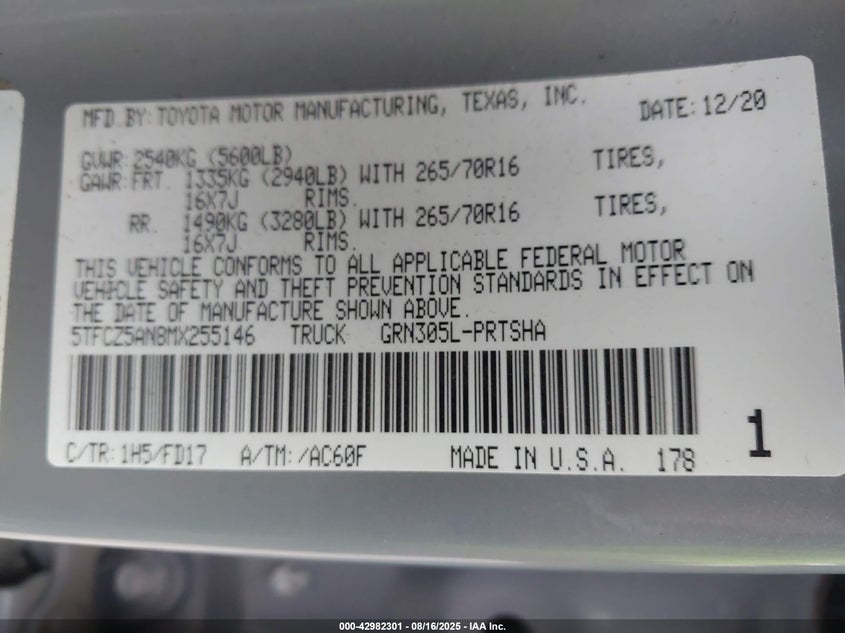 MFD. BY: TOYOTA MOTOR MANUFACTURING, TEXAS, INC. DATE: 12/20
GVWR: 2540KG (5600LB)
GAWR: FRT. 1335KG (2940LB) WITH 265/70R16 TIRES,
16X7J RIMS.
RR. 1490KG (3280LB) WITH 265/70R16 TIRES,
16X7J RIMS.
THIS VEHICLE CONFORMS TO ALL APPLICABLE FEDERAL MOTOR
VEHICLE SAFETY AND THEFT PREVENTION STANDARDS IN EFFECT ON
THE DATE OF MANUFACTURE SHOWN ABOVE.
5TFCZ5AN8MX255146 TRUCK GRN305L-PRTSHA
1
C/TR: 1H5/FD17 A/TM: /AC60F MADE IN U.S.A. 178
000-42982301 - 08/16/2025 - IAA Inc.